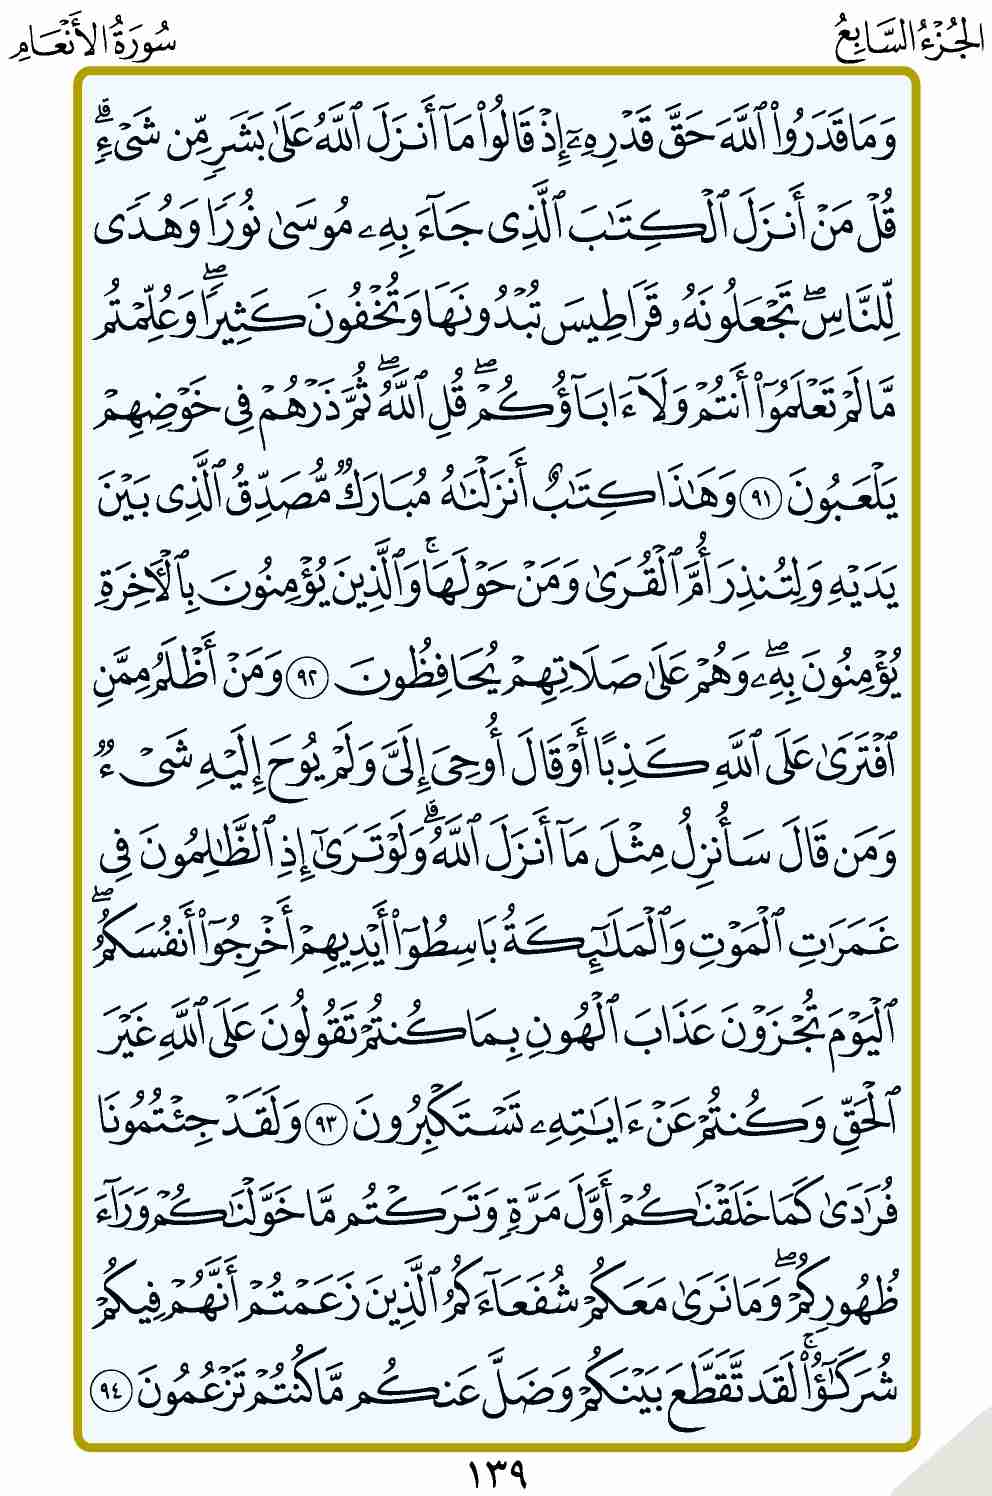 الجُزْءُ السَّابِعُ
سُورَةُ الأَنْعَامِ
وَمَا قَدَرُوا۟ ٱللَّهَ حَقَّ قَدْرِهِۦٓ إِذْ قَالُوا۟ مَآ أَنزَلَ ٱللَّهُ عَلَىٰ بَشَرٍ مِّن شَىْءٍ ۗ
قُلْ مَنْ أَنزَلَ ٱلْكِتَٰبَ ٱلَّذِى جَآءَ بِهِۦ مُوسَىٰ نُورًا وَهُدًى
لِّلنَّاسِ ۖ تَجْعَلُونَهُۥ قَرَاطِيسَ تُبْدُونَهَا وَتُخْفُونَ كَثِيرًا ۖ وَعُلِّمْتُم
مَّا لَمْ تَعْلَمُوٓا۟ أَنتُمْ وَلَآ ءَابَآؤُكُمْ ۖ قُلِ ٱللَّهُ ۖ ثُمَّ ذَرْهُمْ فِى خَوْضِهِمْ
يَلْعَبُونَ ٩١ وَهَٰذَا كِتَٰبٌ أَنزَلْنَٰهُ مُبَارَكٌ مُّصَدِّقُ ٱلَّذِى بَيْنَ
يَدَيْهِ وَلِتُنذِرَ أُمَّ ٱلْقُرَىٰ وَمَنْ حَوْلَهَا ۚ وَٱلَّذِينَ يُؤْمِنُونَ بِٱلْأَخِرَةِ
يُؤْمِنُونَ بِهِۦ ۖ وَهُمْ عَلَىٰ صَلَاتِهِمْ يُحَافِظُونَ ٩٢ وَمَنْ أَظْلَمُ مِمَّنِ
ٱفْتَرَىٰ عَلَى ٱللَّهِ كَذِبًا أَوْ قَالَ أُوحِىَ إِلَىَّ وَلَمْ يُوحَ إِلَيْهِ شَىْءٌ
وَمَن قَالَ سَأُنزِلُ مِثْلَ مَآ أَنزَلَ ٱللَّهُ ۗ وَلَوْ تَرَىٰٓ إِذِ ٱلظَّٰلِمُونَ فِى
غَمَرَٰتِ ٱلْمَوْتِ وَٱلْمَلَٰٓئِكَةُ بَاسِطُوٓا۟ أَيْدِيهِمْ أَخْرِجُوٓا۟ أَنفُسَكُمُ ۖ
ٱلْيَوْمَ تُجْزَوْنَ عَذَابَ ٱلْهُونِ بِمَا كُنتُمْ تَقُولُونَ عَلَى ٱللَّهِ غَيْرَ
ٱلْحَقِّ وَكُنتُمْ عَنْ ءَايَٰتِهِۦ تَسْتَكْبِرُونَ ٩٣ وَلَقَدْ جِئْتُمُونَا
فُرَٰدَىٰ كَمَا خَلَقْنَٰكُمْ أَوَّلَ مَرَّةٍ وَتَرَكْتُم مَّا خَوَّلْنَٰكُمْ وَرَآءَ
ظُهُورِكُمْ ۖ وَمَا نَرَىٰ مَعَكُمْ شُفَعَآءَكُمُ ٱلَّذِينَ زَعَمْتُمْ أَنَّهُمْ فِيكُمْ
شُرَكَٰٓؤُا۟ ۚ لَقَد تَّقَطَّعَ بَيْنَكُمْ وَضَلَّ عَنكُم مَّا كُنتُمْ تَزْعُمُونَ ٩٤
١٣٩